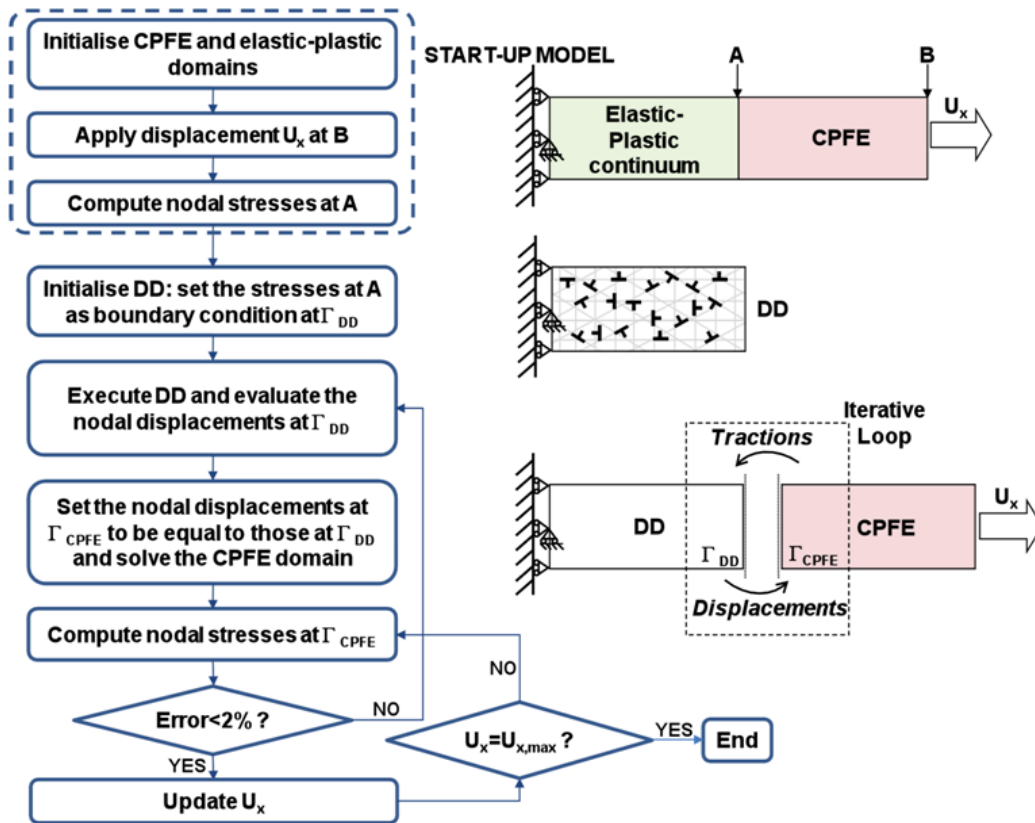 Initialise CPFE and elastic-plastic
domains
Apply displacement Ux at B
Compute nodal stresses at A
Initialise DD: set the stresses at A
as boundary condition at ΓDD
Execute DD and evaluate the
nodal displacements at ΓDD
Set the nodal displacements at
ΓCPFE to be equal to those at ΓDD
and solve the CPFE domain
Compute nodal stresses at ΓCPFE
Error<2% ?
NO
YES
Update Ux
NO
Ux=Ux,max ?
YES
End
START-UP MODEL
A
B
Elastic-
Plastic
continuum
CPFE
Ux
DD
Iterative
Loop
Tractions
DD
ΓDD
ΓCPFE
CPFE
Ux
Displacements